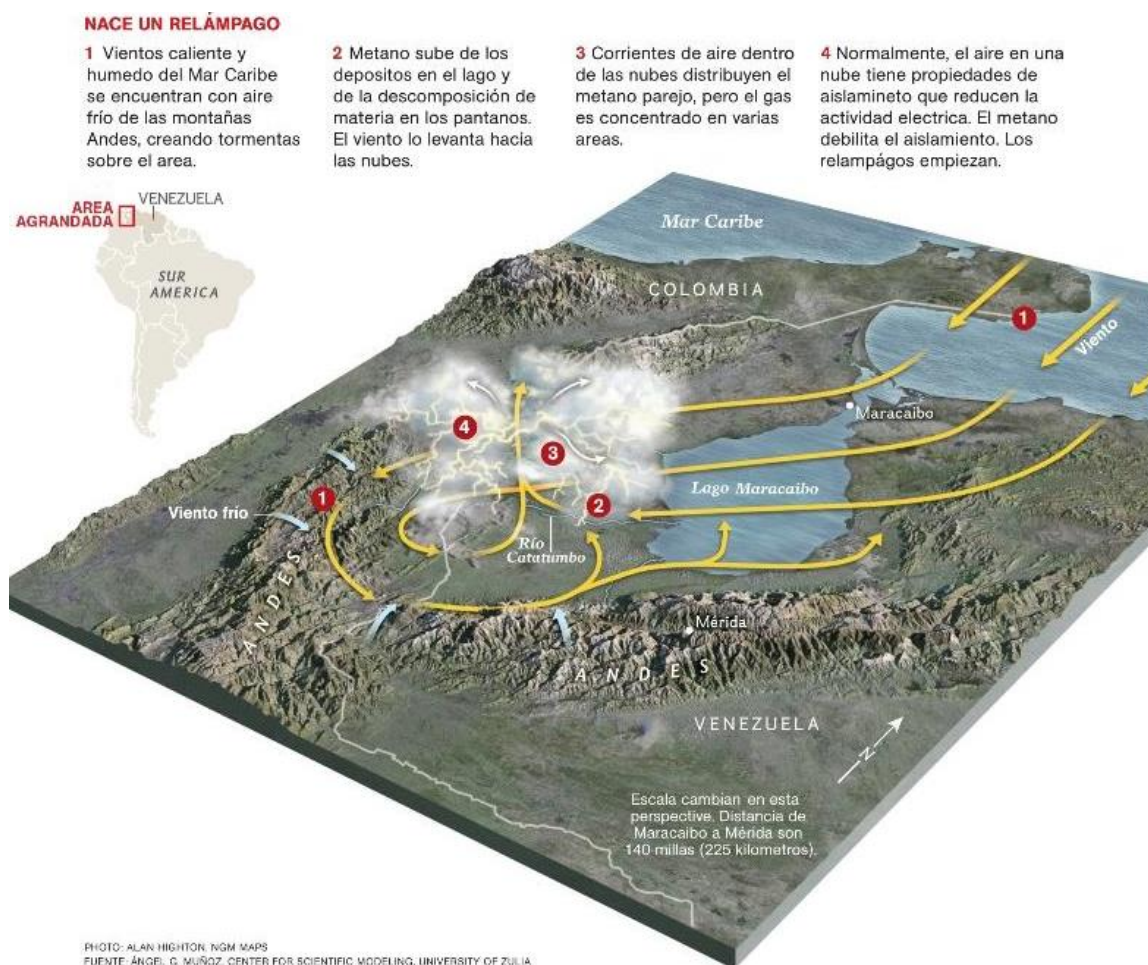 NACE UN RELÁMPAGO
1 Vientos caliente y
humedo del Mar Caribe
se encuentran con aire
frío de las montañas
Andes, creando tormentas
sobre el area.
2 Metano sube de los
depositos en el lago y
de la descomposición de
materia en los pantanos.
El viento lo levanta hacia
las nubes.
3 Corrientes de aire dentro
de las nubes distribuyen el
metano parejo, pero el gas
es concentrado en varias
areas.
4 Normalmente, el aire en una
nube tiene propiedades de
aislamineto que reducen la
actividad electrica. El metano
debilita el aislamiento. Los
relampágos empiezan.
VENEZUELA
AREA
AGRANDADA
SUR
AMERICA
Mar Caribe
COLOMBIA
1
Viento
Maracaibo
4
3
Lago Maracaibo
1
2
Viento frío
Río
Catatumbo
ANDES
Mérida
ANDES
VENEZUELA
N
Escala cambian en esta
perspective. Distancia de
Maracaibo a Mérida son
140 millas (225 kilometros).
PHOTO: ALAN HIGHTON, NGM MAPS
FUENTE: ÁNGEL G. MUÑOZ, CENTER FOR SCIENTIFIC MODELING, UNIVERSITY OF ZULIA